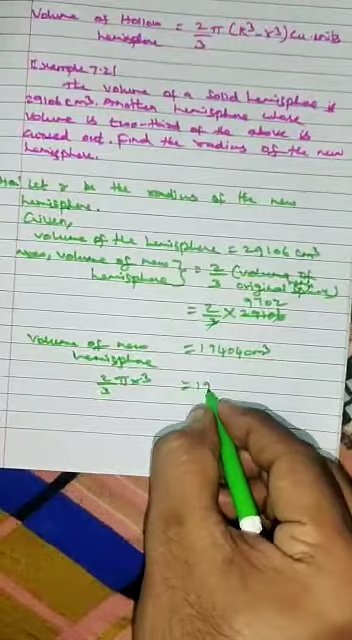 Volume of Hollow hemisphere = 2/3 π (R³ - r³) cu.units
Example 7.21
The volume of a solid hemisphere is
29106 cm³. Another hemisphere whose
volume is two-third of the above is
carved out. Find the radius of the new
hemisphere.
Let r be the radius of the new
hemisphere.
Given,
volume of the hemisphere = 29106 cm³
Now, volume of new hemisphere } = 2/3 (volume of original
= 2/3 × 29106
9702
Volume of new hemisphere = 19404cm³
2/3 πr³ = 19